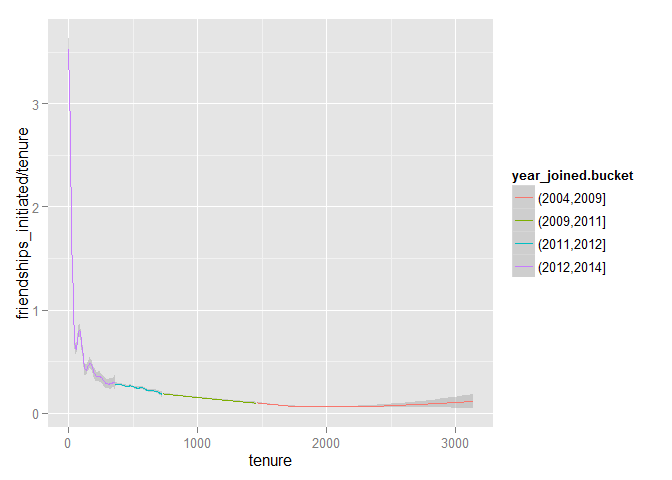 friendships_initiated/tenure
3
2
1
0
0 1000 2000 3000
tenure
year_joined.bucket
(2004,2009]
(2009,2011]
(2011,2012]
(2012,2014]